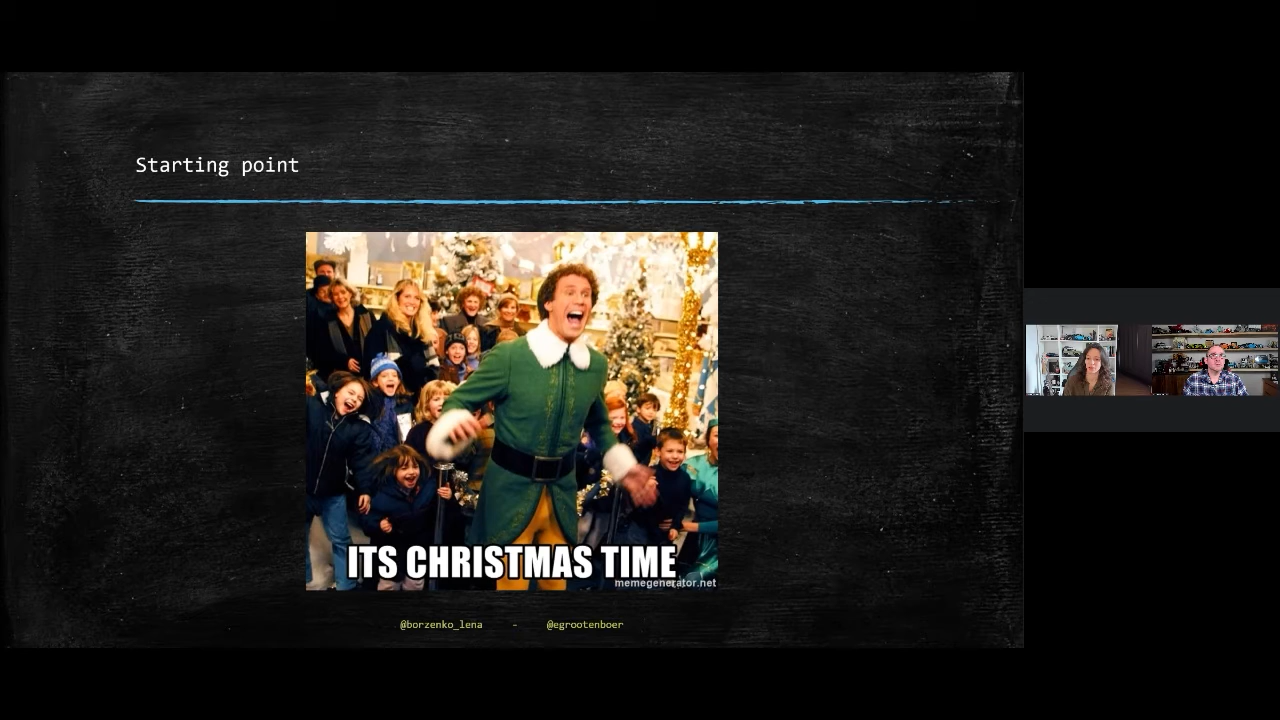 Starting point
ITS CHRISTMAS TIME
memegenerator.net
@borzenko_lena - @egrootenboer